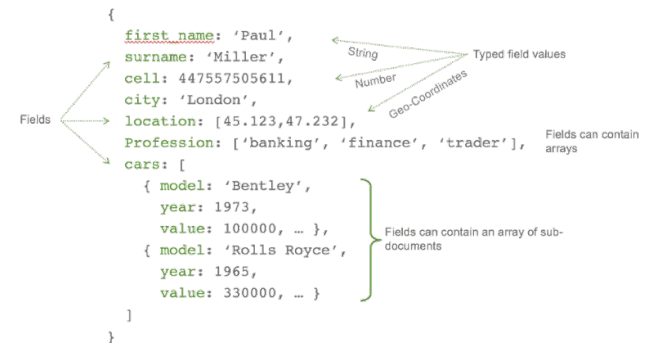 {
first_name: ‘Paul’,
surname: ‘Miller’,
cell: 447557505611,
city: ‘London’,
location: [45.123,47.232],
Profession: [‘banking’, ‘finance’, ‘trader’],
cars: [
{ model: ‘Bentley’,
year: 1973,
value: 100000, … },
{ model: ‘Rolls Royce’,
year: 1965,
value: 330000, … }
]
}
Fields
String
Number
Geo-Coordinates
Typed field values
Fields can contain
arrays
Fields can contain an array of sub-
documents